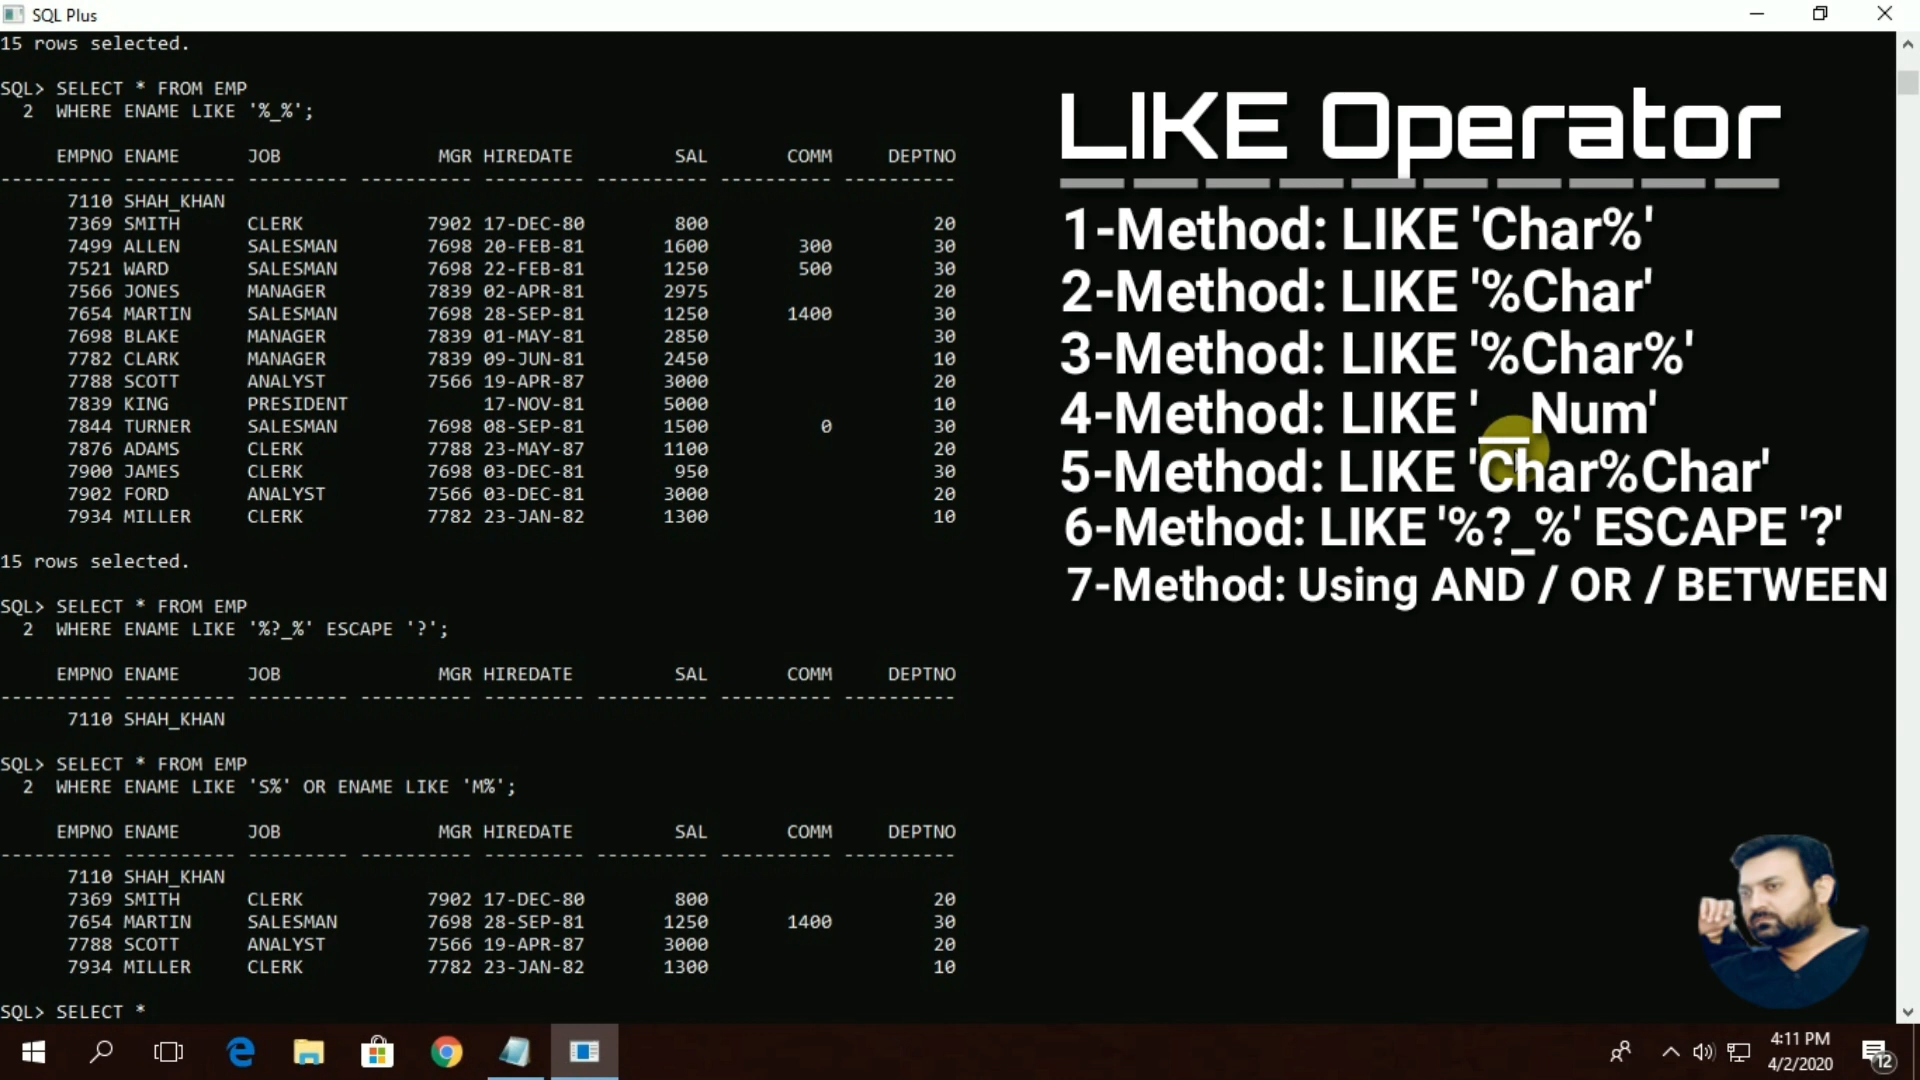 SQL Plus
15 rows selected.
SQL> SELECT * FROM EMP
2 WHERE ENAME LIKE '%_%';
EMPNO ENAME JOB MGR HIREDATE SAL COMM DEPTNO
---------- ---------- --------- ---------- --------- ---------- ---------- ----------
7110 SHAH_KHAN
7369 SMITH CLERK 7902 17-DEC-80 800 20
7499 ALLEN SALESMAN 7698 20-FEB-81 1600 300 30
7521 WARD SALESMAN 7698 22-FEB-81 1250 500 30
7566 JONES MANAGER 7839 02-APR-81 2975 20
7654 MARTIN SALESMAN 7698 28-SEP-81 1250 1400 30
7698 BLAKE MANAGER 7839 01-MAY-81 2850 30
7782 CLARK MANAGER 7839 09-JUN-81 2450 10
7788 SCOTT ANALYST 7566 19-APR-87 3000 20
7839 KING PRESIDENT 17-NOV-81 5000 10
7844 TURNER SALESMAN 7698 08-SEP-81 1500 0 30
7876 ADAMS CLERK 7788 23-MAY-87 1100 20
7900 JAMES CLERK 7698 03-DEC-81 950 30
7902 FORD ANALYST 7566 03-DEC-81 3000 20
7934 MILLER CLERK 7782 23-JAN-82 1300 10
15 rows selected.
SQL> SELECT * FROM EMP
2 WHERE ENAME LIKE '%?_%' ESCAPE '?';
EMPNO ENAME JOB MGR HIREDATE SAL COMM DEPTNO
---------- ---------- --------- ---------- --------- ---------- ---------- ----------
7110 SHAH_KHAN
SQL> SELECT * FROM EMP
2 WHERE ENAME LIKE 'S%' OR ENAME LIKE 'M%';
EMPNO ENAME JOB MGR HIREDATE SAL COMM DEPTNO
---------- ---------- --------- ---------- --------- ---------- ---------- ----------
7110 SHAH_KHAN
7369 SMITH CLERK 7902 17-DEC-80 800 20
7654 MARTIN SALESMAN 7698 28-SEP-81 1250 1400 30
7788 SCOTT ANALYST 7566 19-APR-87 3000 20
7934 MILLER CLERK 7782 23-JAN-82 1300 10
SQL> SELECT *
LIKE Operator
1-Method: LIKE 'Char%'
2-Method: LIKE '%Char'
3-Method: LIKE '%Char%'
4-Method: LIKE '__Num'
5-Method: LIKE 'Char%Char'
6-Method: LIKE '%?_%' ESCAPE '?'
7-Method: Using AND / OR / BETWEEN
4:11 PM
4/2/2020
12